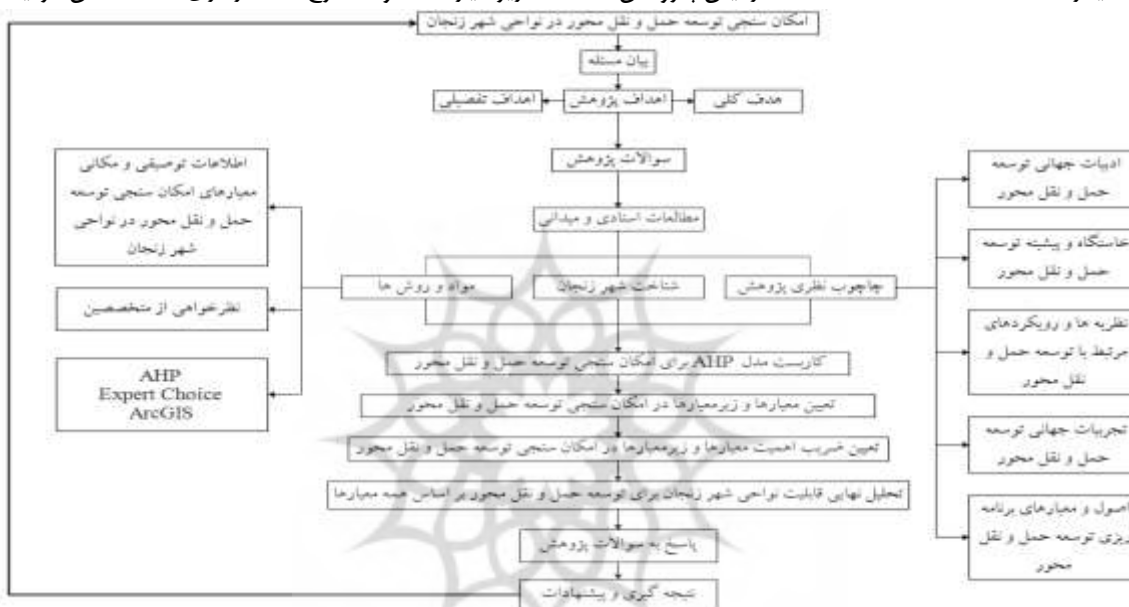 امکان سنجی توسعه حمل و نقل محور در نواحی شهر زنجان
بیان مسئله
هدف کلی
اهداف پژوهش
اهداف تفصیلی
سوالات پژوهش
مطالعات اسنادی و میدانی
چاچوب نظری پژوهش
شناخت شهر زنجان
مواد و روش ها
ادبیات جهانی توسعه
حمل و نقل محور
خاستگاه و پیشینه توسعه
حمل و نقل محور
نظریه ها و رویکردهای
مرتبط با توسعه حمل و
نقل محور
تجربیات جهانی توسعه
حمل و نقل محور
اصول و معیارهای برنامه
ریزی توسعه حمل و نقل
محور
اطلاعات توصیفی و مکانی
معیارهای امکان سنجی توسعه
حمل و نقل محور در نواحی
شهر زنجان
نظرخواهی از متخصصین
AHP
Expert Choice
ArcGIS
کاربست مدل AHP برای امکان سنجی توسعه حمل و نقل محور
تعیین معیارها و زیرمعیارها در امکان سنجی توسعه حمل و نقل محور
تعیین ضریب اهمیت معیارها و زیرمعیارها در امکان سنجی توسعه حمل و نقل محور
تحلیل نهایی قابلیت نواحی شهر زنجان برای توسعه حمل و نقل محور بر اساس همه معیارها
پاسخ به سوالات پژوهش
نتیجه گیری و پیشنهادات